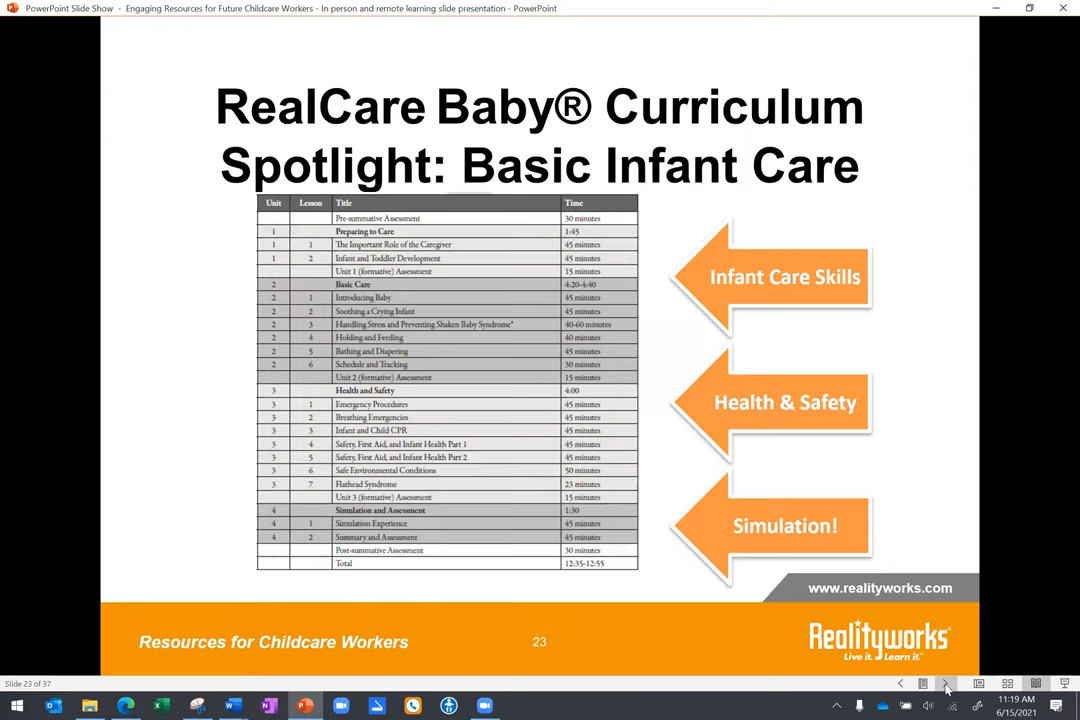 PowerPoint Slide Show - Engaging Resources for Future Childcare Workers - In person and remote learning slide presentation - PowerPoint
RealCare Baby® Curriculum
Spotlight: Basic Infant Care
Unit Lesson Title Time
Pre-summative Assessment 30 minutes
1 Preparing to Care 1:45
1 1 The Important Role of the Caregiver 45 minutes
1 2 Infant and Toddler Development 45 minutes
Unit 1 (formative) Assessment 15 minutes
2 Basic Care 4:20-4:40
2 1 Introducing Baby 45 minutes
2 2 Soothing a Crying Infant 45 minutes
2 3 Handling Stress and Preventing Shaken Baby Syndrome* 40-60 minutes
2 4 Holding and Feeding 40 minutes
2 5 Bathing and Diapering 45 minutes
2 6 Schedule and Tracking 30 minutes
Unit 2 (formative) Assessment 15 minutes
3 Health and Safety 4:00
3 1 Emergency Procedures 45 minutes
3 2 Breathing Emergencies 45 minutes
3 3 Infant and Child CPR 45 minutes
3 4 Safety, First Aid, and Infant Health Part 1 45 minutes
3 5 Safety, First Aid, and Infant Health Part 2 45 minutes
3 6 Safe Environmental Conditions 50 minutes
3 7 Flathead Syndrome 23 minutes
Unit 3 (formative) Assessment 15 minutes
4 Simulation and Assessment 1:30
4 1 Simulation Experience 45 minutes
4 2 Summary and Assessment 45 minutes
Post-summative Assessment 30 minutes
Total 12:35-12:55
Infant Care Skills
Health & Safety
Simulation!
www.realityworks.com
Resources for Childcare Workers
23
Realityworks®
Live it. Learn it.™
Slide 23 of 37
11:19 AM
6/15/2021